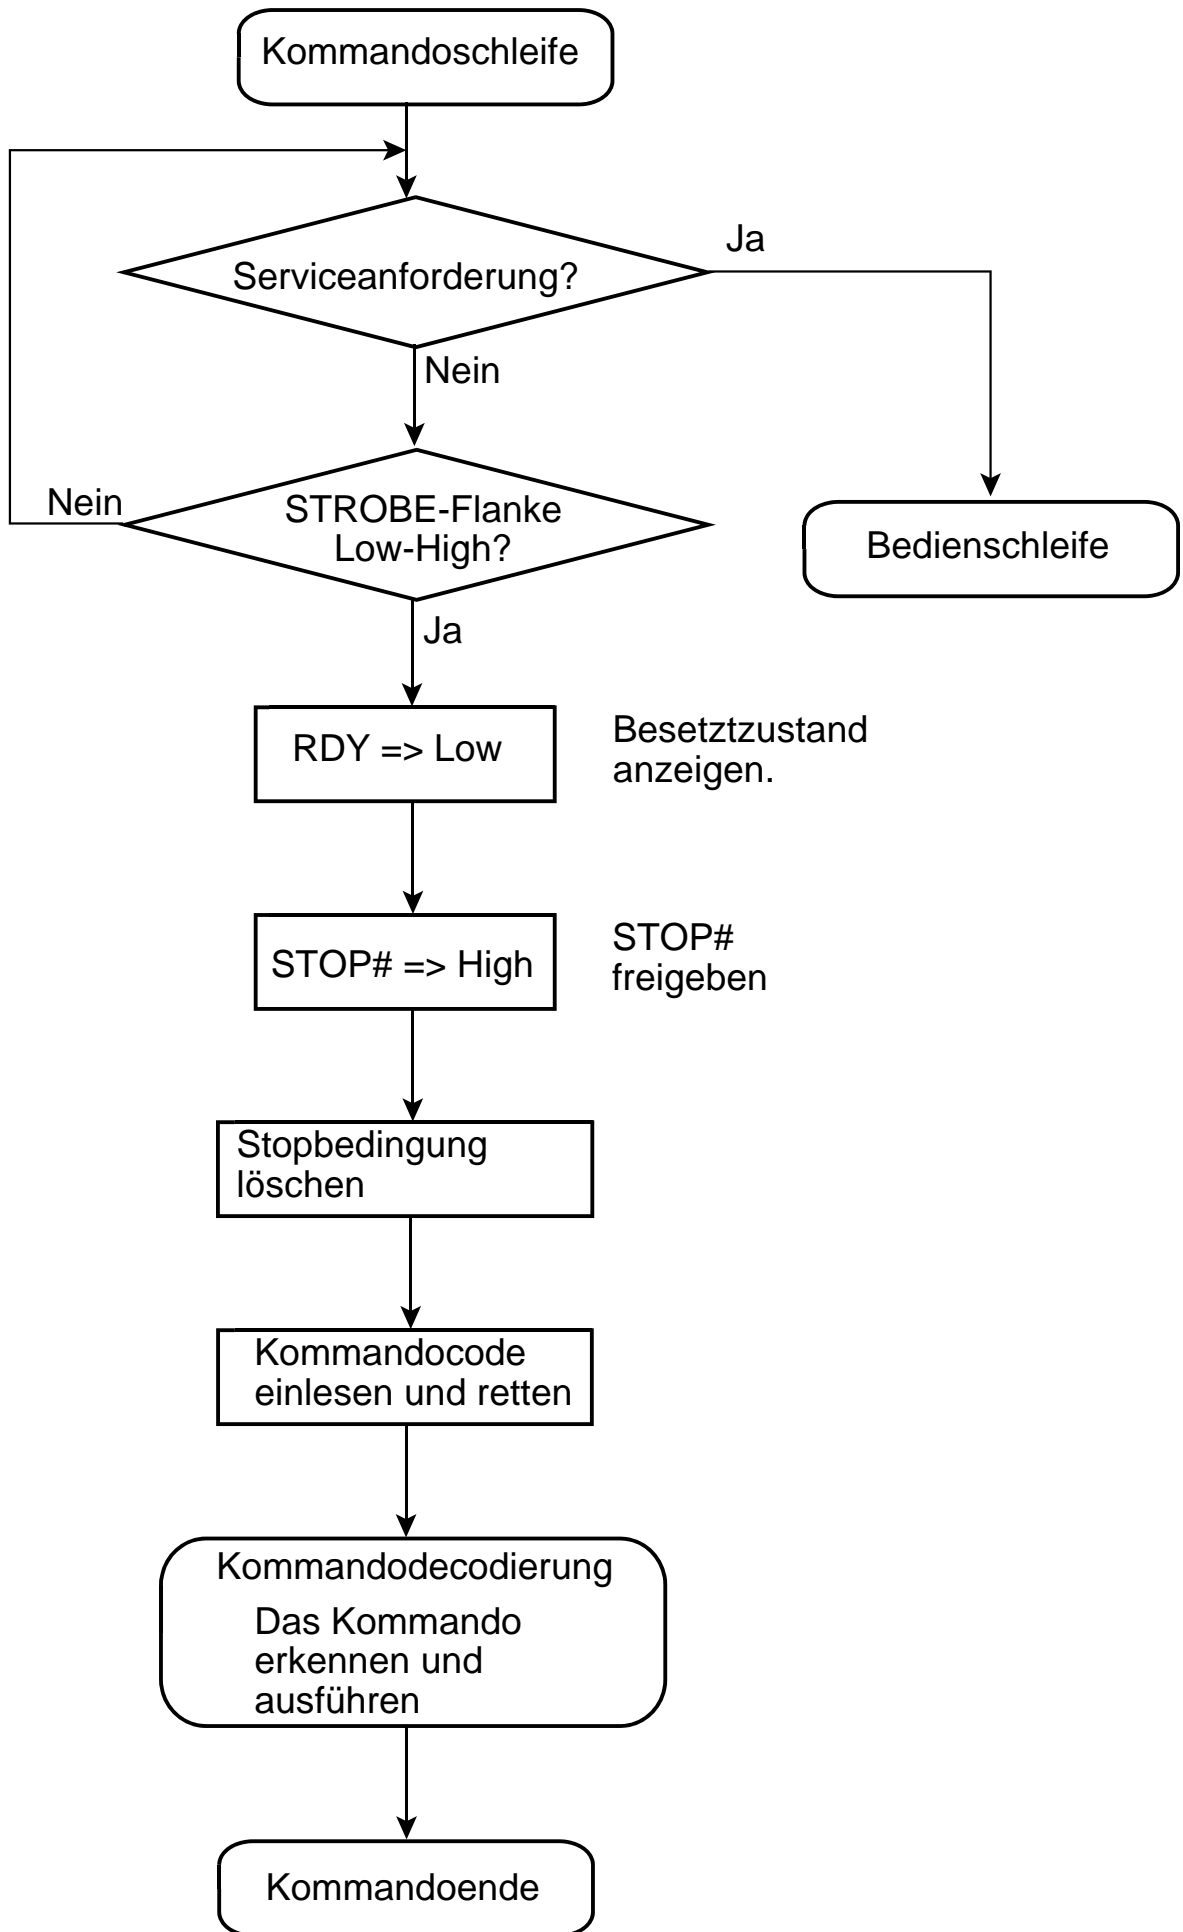 Kommandoschleife
Serviceanforderung?
Ja
Nein
Nein
STROBE-Flanke
Low-High?
Bedienschleife
Ja
RDY => Low
Besetztzustand
anzeigen.
STOP# => High
STOP#
freigeben
Stopbedingung
löschen
Kommandocode
einlesen und retten
Kommandodecodierung
Das Kommando
erkennen und
ausführen
Kommandoende